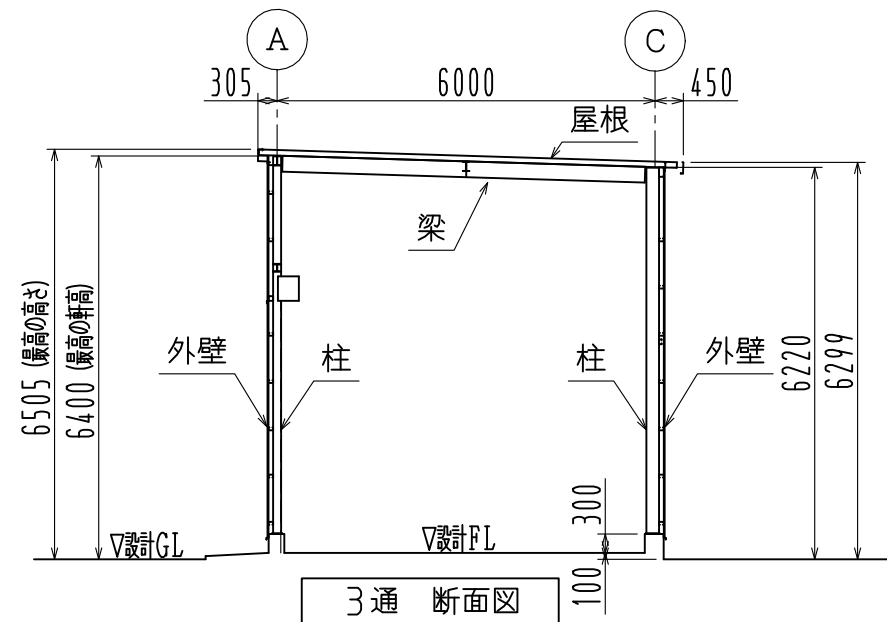 A
C
305
6000
450
屋根
梁
6505 (最高の高さ)
6400 (最高の軒高)
外壁
柱
柱
外壁
6220
6299
▽設計GL
▽設計FL
300
100
3通 断面図